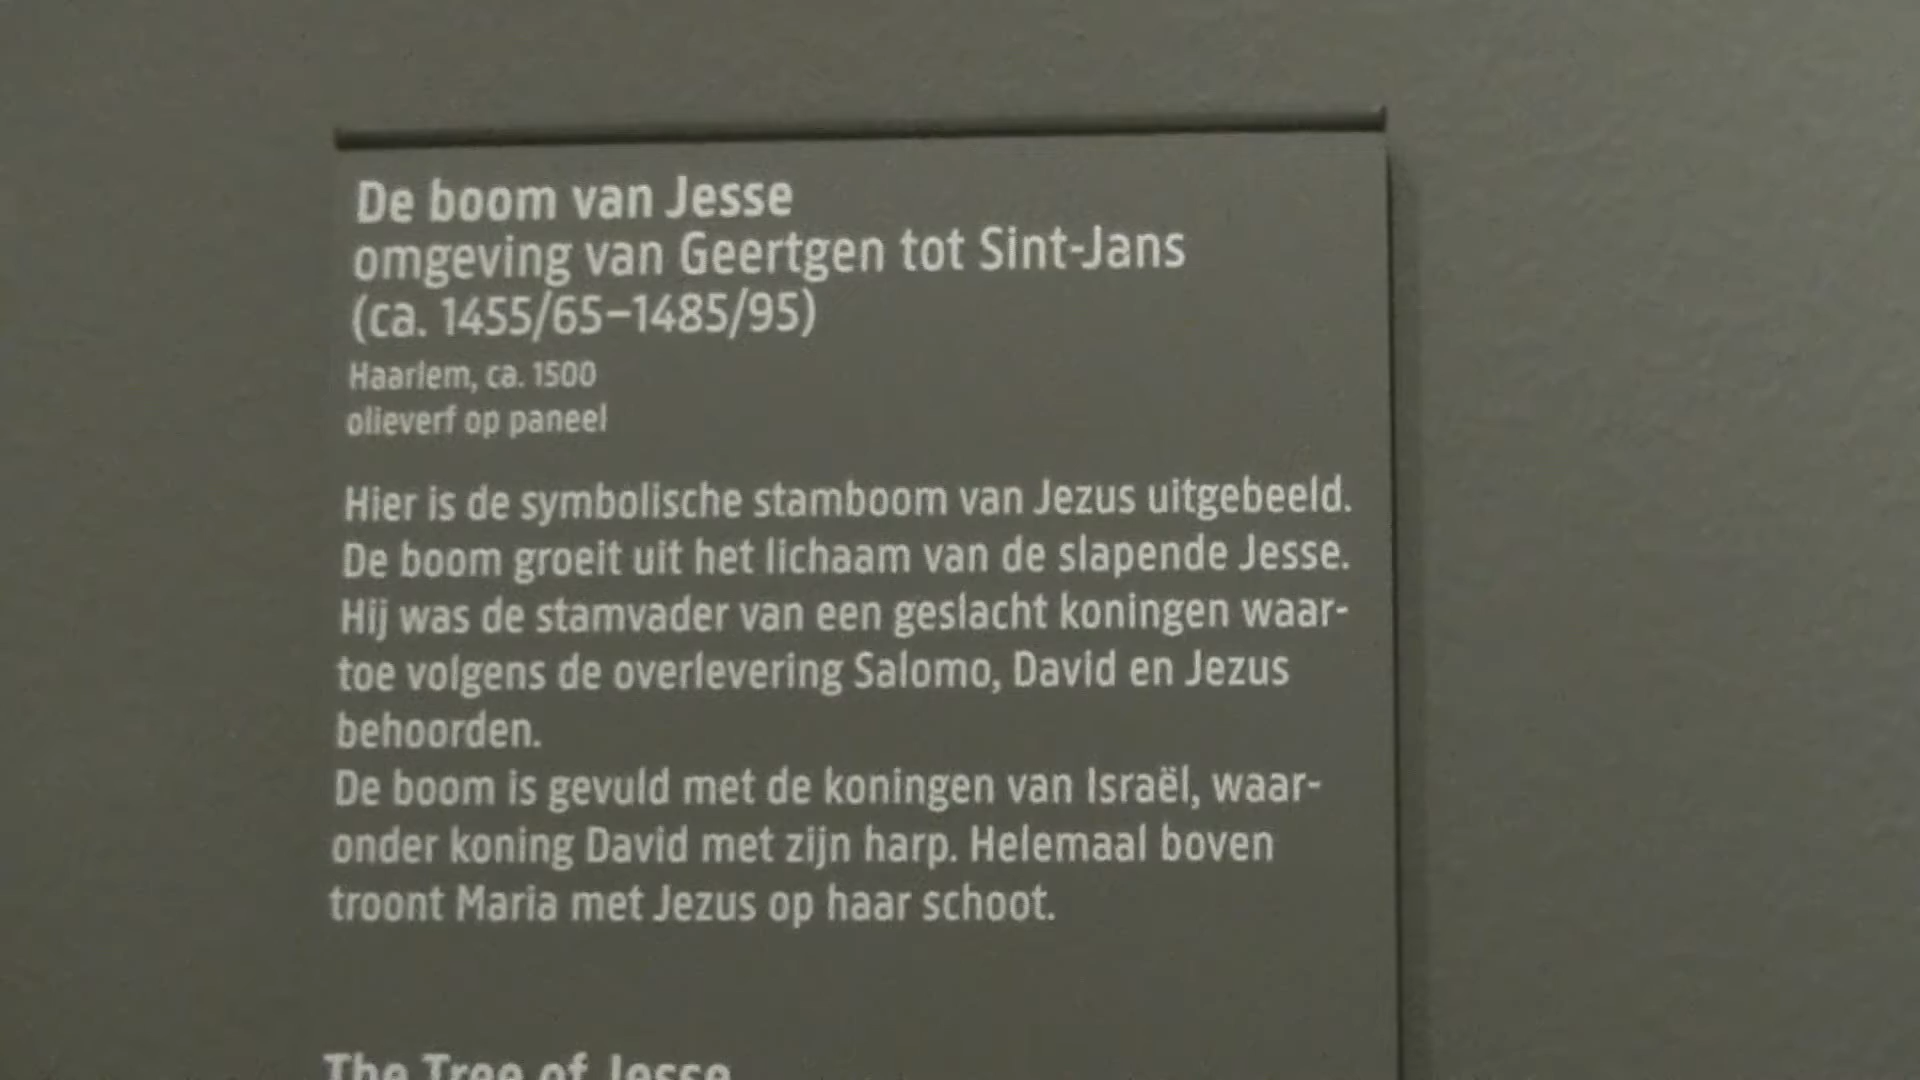 De boom van Jesse
omgeving van Geertgen tot Sint-Jans
(ca. 1455/65–1485/95)
Haarlem, ca. 1500
olieverf op paneel
Hier is de symbolische stamboom van Jezus uitgebeeld.
De boom groeit uit het lichaam van de slapende Jesse.
Hij was de stamvader van een geslacht koningen waar-
toe volgens de overlevering Salomo, David en Jezus
behoorden.
De boom is gevuld met de koningen van Israël, waar-
onder koning David met zijn harp. Helemaal boven
troont Maria met Jezus op haar schoot.
The Tree of Jesse